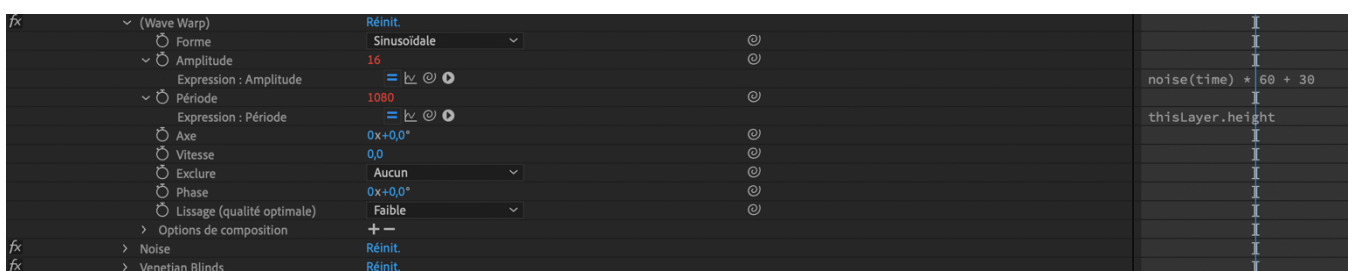 fx (Wave Warp) Réinit.
Forme Sinusoïdale
Amplitude 16
Expression : Amplitude noise(time) * 60 + 30
Période 1080
Expression : Période thisLayer.height
Axe 0x+0,0°
Vitesse 0,0
Exclure Aucun
Phase 0x+0,0°
Lissage (qualité optimale) Faible
Options de composition
fx Noise Réinit.
fx Venetian Blinds Réinit.